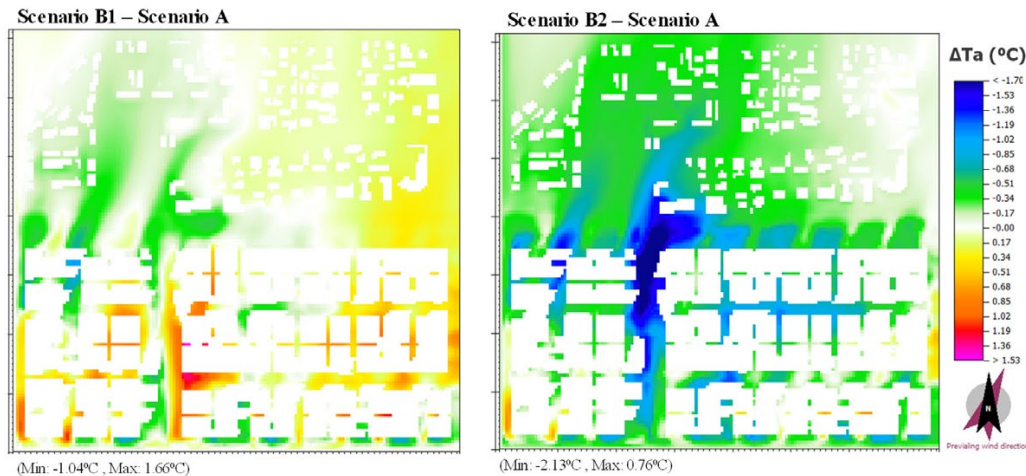 Scenario B1 – Scenario A
Scenario B2 – Scenario A
ΔTa (ºC)
< -1.70
-1.53
-1.36
-1.19
-1.02
-0.85
-0.68
-0.51
-0.34
-0.17
-0.00
0.17
0.34
0.51
0.68
0.85
1.02
1.19
1.36
> 1.53
N
Prevaling wind direction
(Min: -1.04ºC , Max: 1.66ºC)
(Min: -2.13ºC , Max: 0.76ºC)